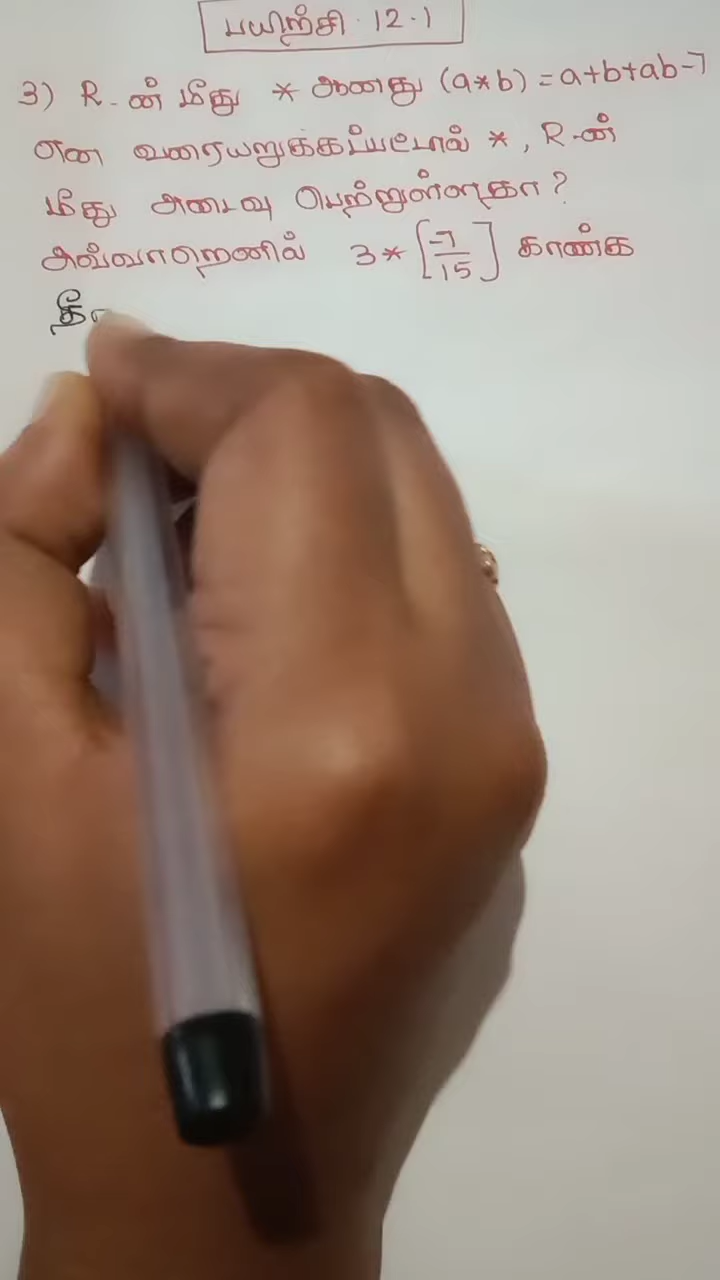 பயிற்சி 12.1
3) R-ன் மீது * ஆனது (a*b) = a+b+ab-7
என வரையறுக்கப்பட்டால் *, R-ன்
மீது அடைவு பெற்றுள்ளதா?
அவ்வாறெனில் 3 * [-7/15] காண்க
தீ